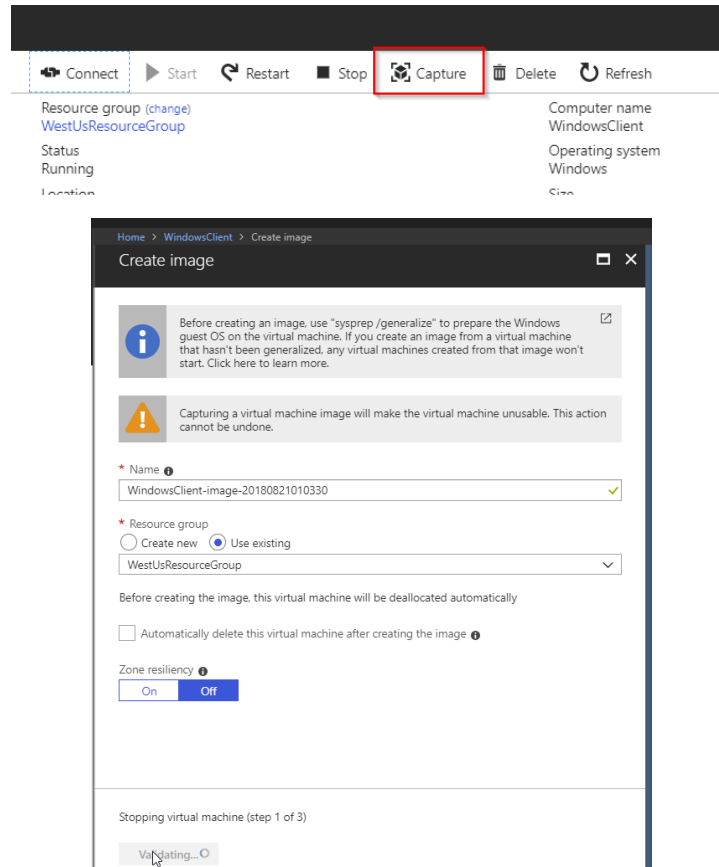 Connect Start Restart Stop Capture Delete Refresh
Resource group (change) Computer name
WestUsResourceGroup WindowsClient
Status Operating system
Running Windows
Location Size
Home > WindowsClient > Create image
Create image
Before creating an image, use "sysprep /generalize" to prepare the Windows
guest OS on the virtual machine. If you create an image from a virtual machine
that hasn't been generalized, any virtual machines created from that image won't
start. Click here to learn more.
Capturing a virtual machine image will make the virtual machine unusable. This action
cannot be undone.
* Name
WindowsClient-image-20180821010330
* Resource group
Create new Use existing
WestUsResourceGroup
Before creating the image, this virtual machine will be deallocated automatically
Automatically delete this virtual machine after creating the image
Zone resiliency
On Off
Stopping virtual machine (step 1 of 3)
Validating...